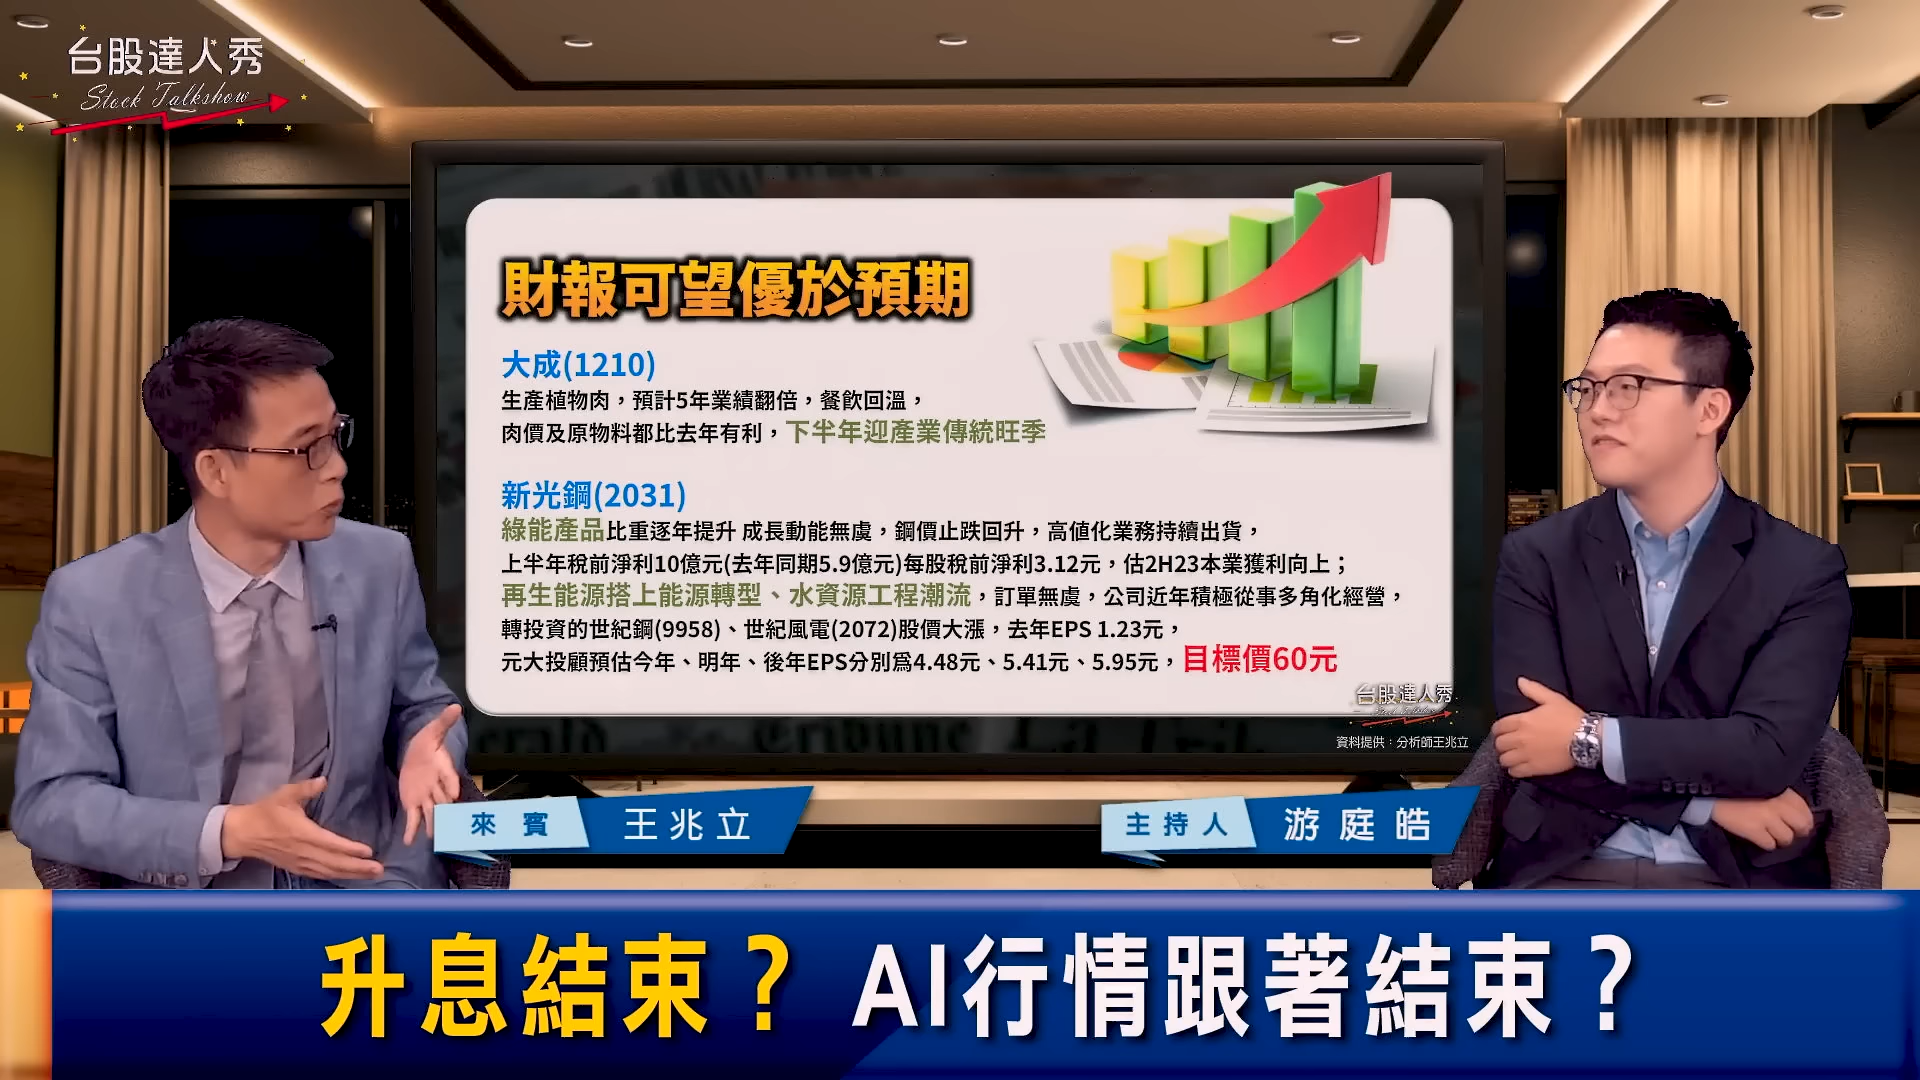 台股達人秀
Stock Talkshow
財報可望優於預期
大成(1210)
生產植物肉，預計5年業績翻倍，餐飲回溫，
肉價及原物料都比去年有利，下半年迎產業傳統旺季
新光鋼(2031)
綠能產品比重逐年提升 成長動能無虞，鋼價止跌回升，高值化業務持續出貨，
上半年稅前淨利10億元(去年同期5.9億元)每股稅前淨利3.12元，估2H23本業獲利向上；
再生能源搭上能源轉型、水資源工程潮流，訂單無虞，公司近年積極從事多角化經營，
轉投資的世紀鋼(9958)、世紀風電(2072)股價大漲，去年EPS 1.23元，
元大投顧預估今年、明年、後年EPS分別為4.48元、5.41元、5.95元，目標價60元
台股達人秀
Stock Talkshow
資料提供：分析師王兆立
來賓 王兆立
主持人 游庭皓
升息結束？ AI行情跟著結束？